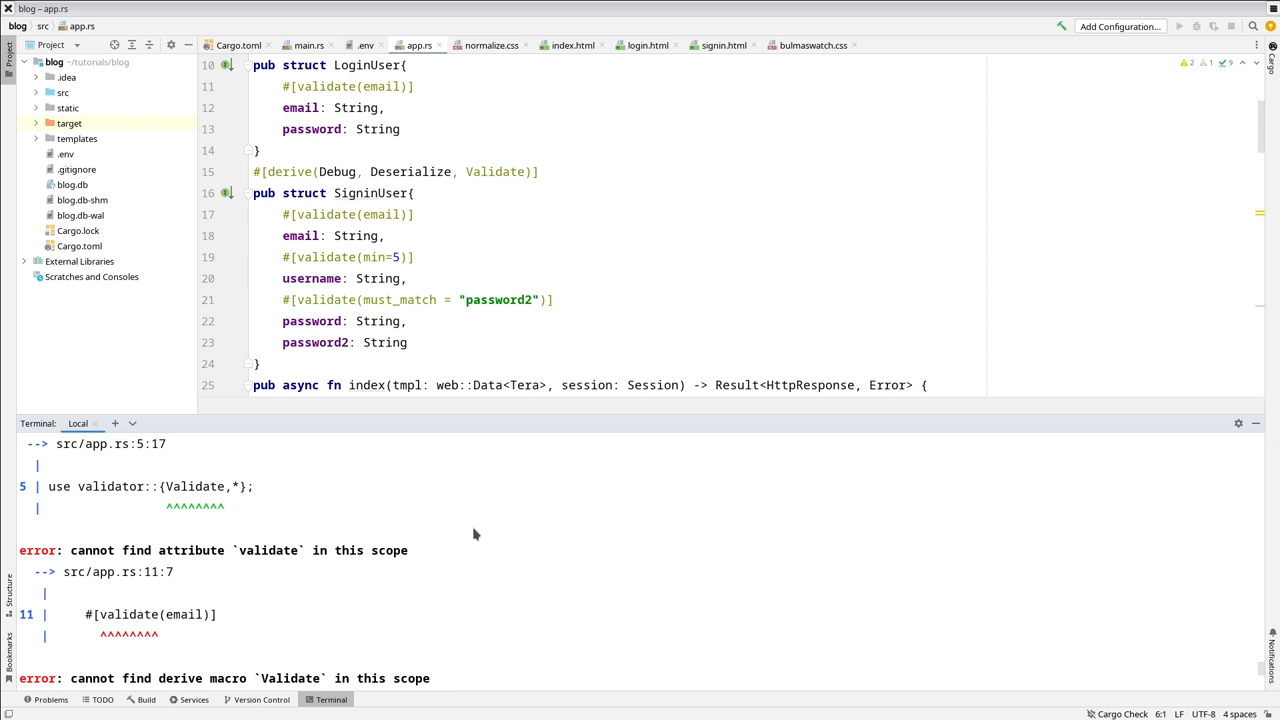 blog – app.rs
blog src app.rs Add Configuration...
Project Cargo.toml main.rs .env app.rs normalize.css index.html login.html signin.html bulmaswatch.css
Project
Cargo
blog ~/tutorials/blog
.idea
src
static
target
templates
.env
.gitignore
blog.db
blog.db-shm
blog.db-wal
Cargo.lock
Cargo.toml
External Libraries
Scratches and Consoles
2 1 9
10 pub struct LoginUser{
11 #[validate(email)]
12 email: String,
13 password: String
14 }
15 #[derive(Debug, Deserialize, Validate)]
16 pub struct SigninUser{
17 #[validate(email)]
18 email: String,
19 #[validate(min=5)]
20 username: String,
21 #[validate(must_match = "password2")]
22 password: String,
23 password2: String
24 }
25 pub async fn index(tmpl: web::Data<Tera>, session: Session) -> Result<HttpResponse, Error> {
Terminal: Local
--> src/app.rs:5:17
|
5 | use validator::{Validate,*};
| ^^^^^^^^
error: cannot find attribute `validate` in this scope
--> src/app.rs:11:7
|
11 | #[validate(email)]
| ^^^^^^^^
error: cannot find derive macro `Validate` in this scope
Structure
Bookmarks
Notifications
Problems TODO Build Services Version Control Terminal
Cargo Check 6:1 LF UTF-8 4 spaces